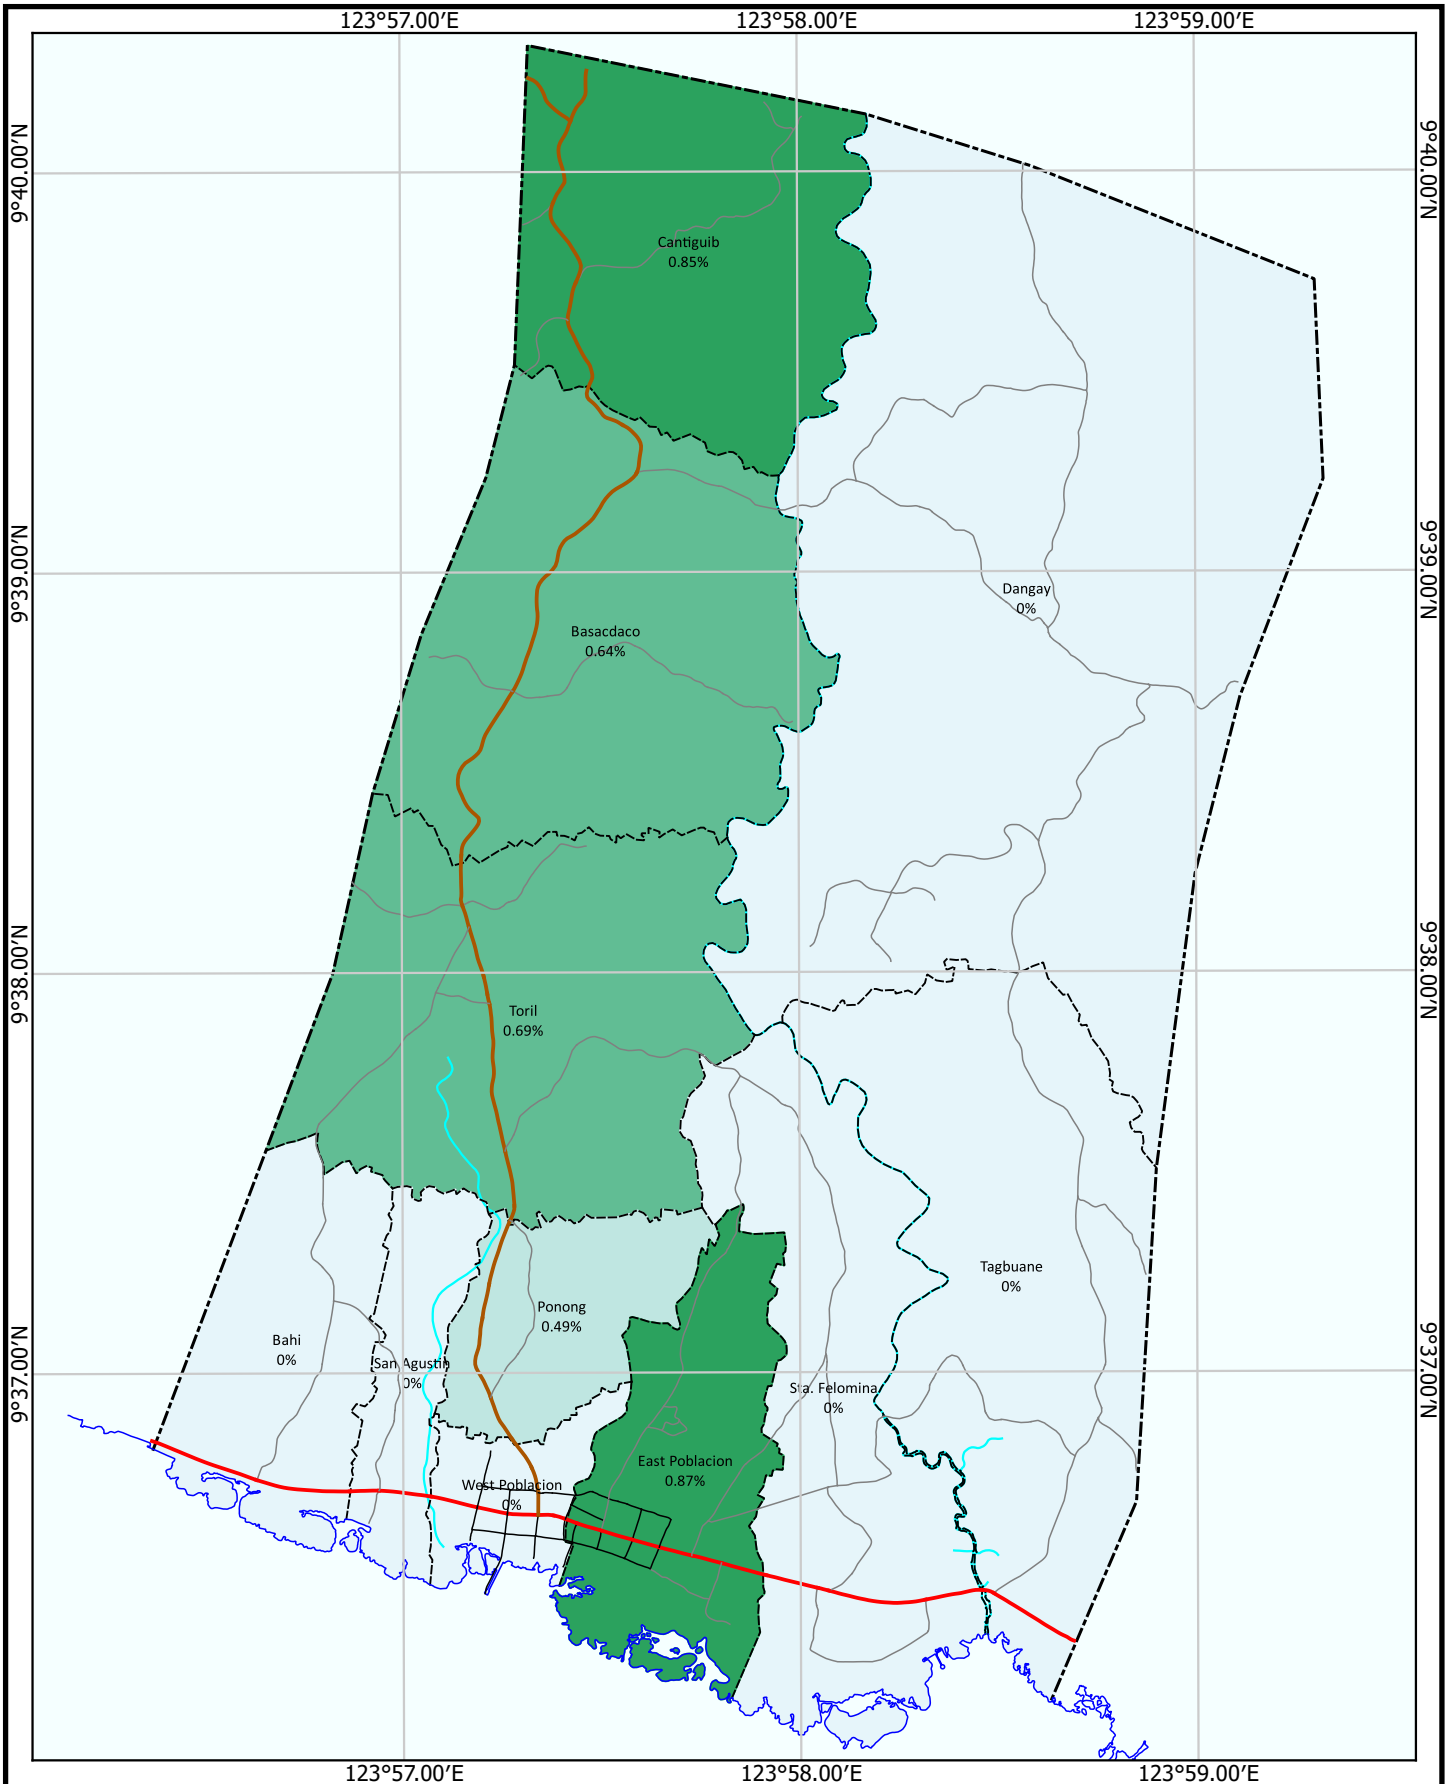 123°57.00′E
123°58.00′E
123°59.00′E
9°40.00′N
9°40.00′N
Cantiguib
0.85%
9°39.00′N
9°39.00′N
Dangay
0%
Basacdaco
0.64%
9°38.00′N
9°38.00′N
Toril
0.69%
Tagbuane
0%
Ponong
0.49%
Bahi
0%
9°37.00′N
9°37.00′N
San Agustin
0%
Sta. Felomina
0%
East Poblacion
0.87%
West Poblacion
0%
123°57.00′E
123°58.00′E
123°59.00′E